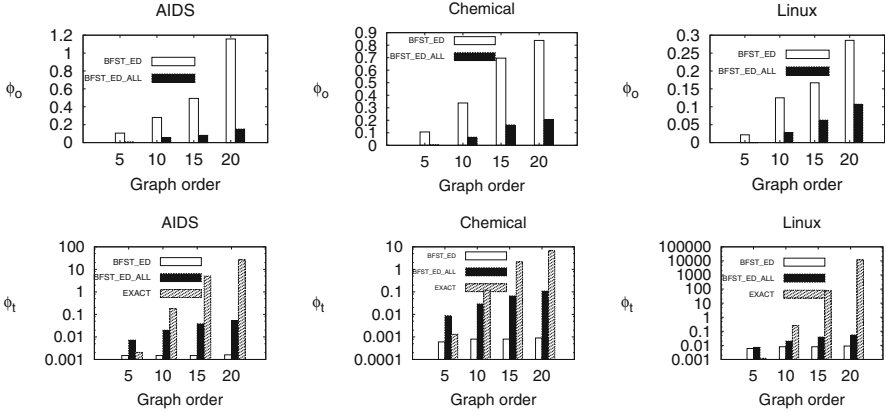 AIDS
1.2
1
0.8
0.6
0.4
0.2
0
ϕo
BFST_ED
BFST_ED_ALL
5 10 15 20
Graph order
Chemical
0.9
0.8
0.7
0.6
0.5
0.4
0.3
0.2
0.1
0
ϕo
BFST_ED
BFST_ED_ALL
5 10 15 20
Graph order
Linux
0.3
0.25
0.2
0.15
0.1
0.05
0
ϕo
BFST_ED
BFST_ED_ALL
5 10 15 20
Graph order
AIDS
100
10
1
0.1
0.01
0.001
ϕt
BFST_ED
BFST_ED_ALL
EXACT
5 10 15 20
Graph order
Chemical
10
1
0.1
0.01
0.001
0.0001
ϕt
BFST_ED
BFST_ED_ALL
EXACT
5 10 15 20
Graph order
Linux
100000
10000
1000
100
10
1
0.1
0.01
0.001
ϕt
BFST_ED
BFST_ED_ALL
EXACT
5 10 15 20
Graph order